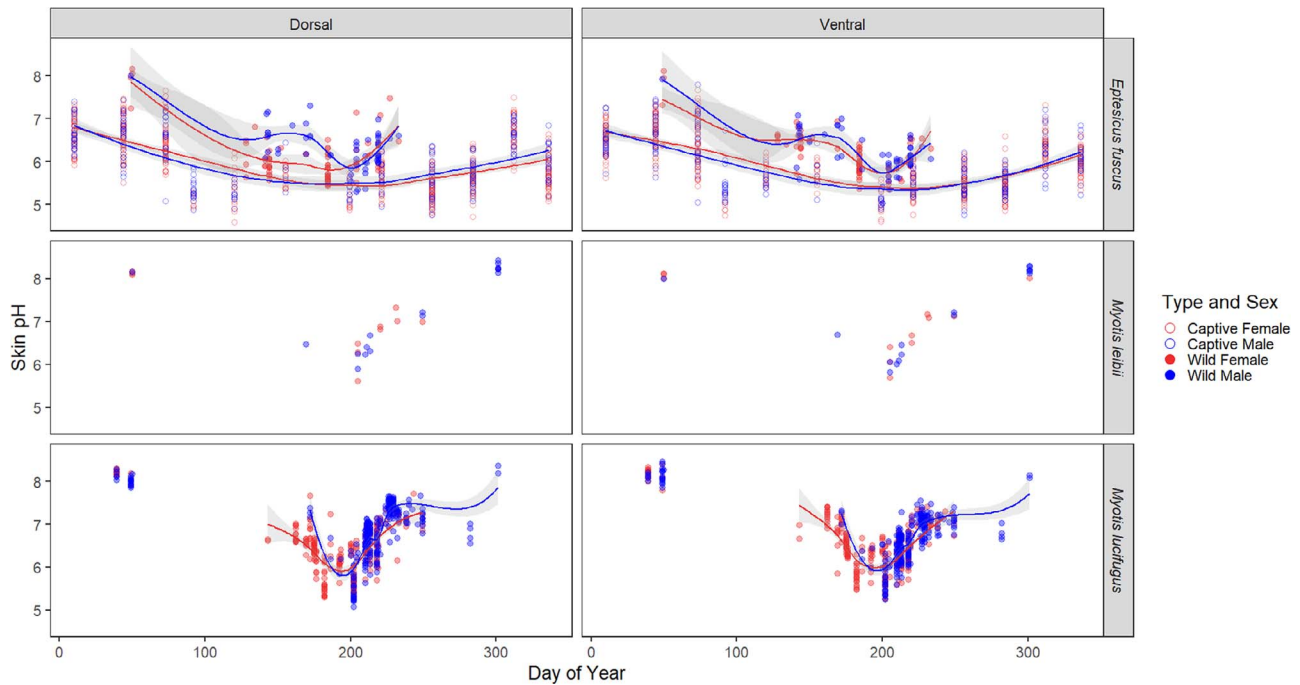 Dorsal
Ventral
8
7
6
5
Eptesicus fuscus
8
7
6
5
Myotis leibii
8
7
6
5
Myotis lucifugus
Skin pH
0
100
200
300
0
100
200
300
Day of Year
Type and Sex
Captive Female
Captive Male
Wild Female
Wild Male